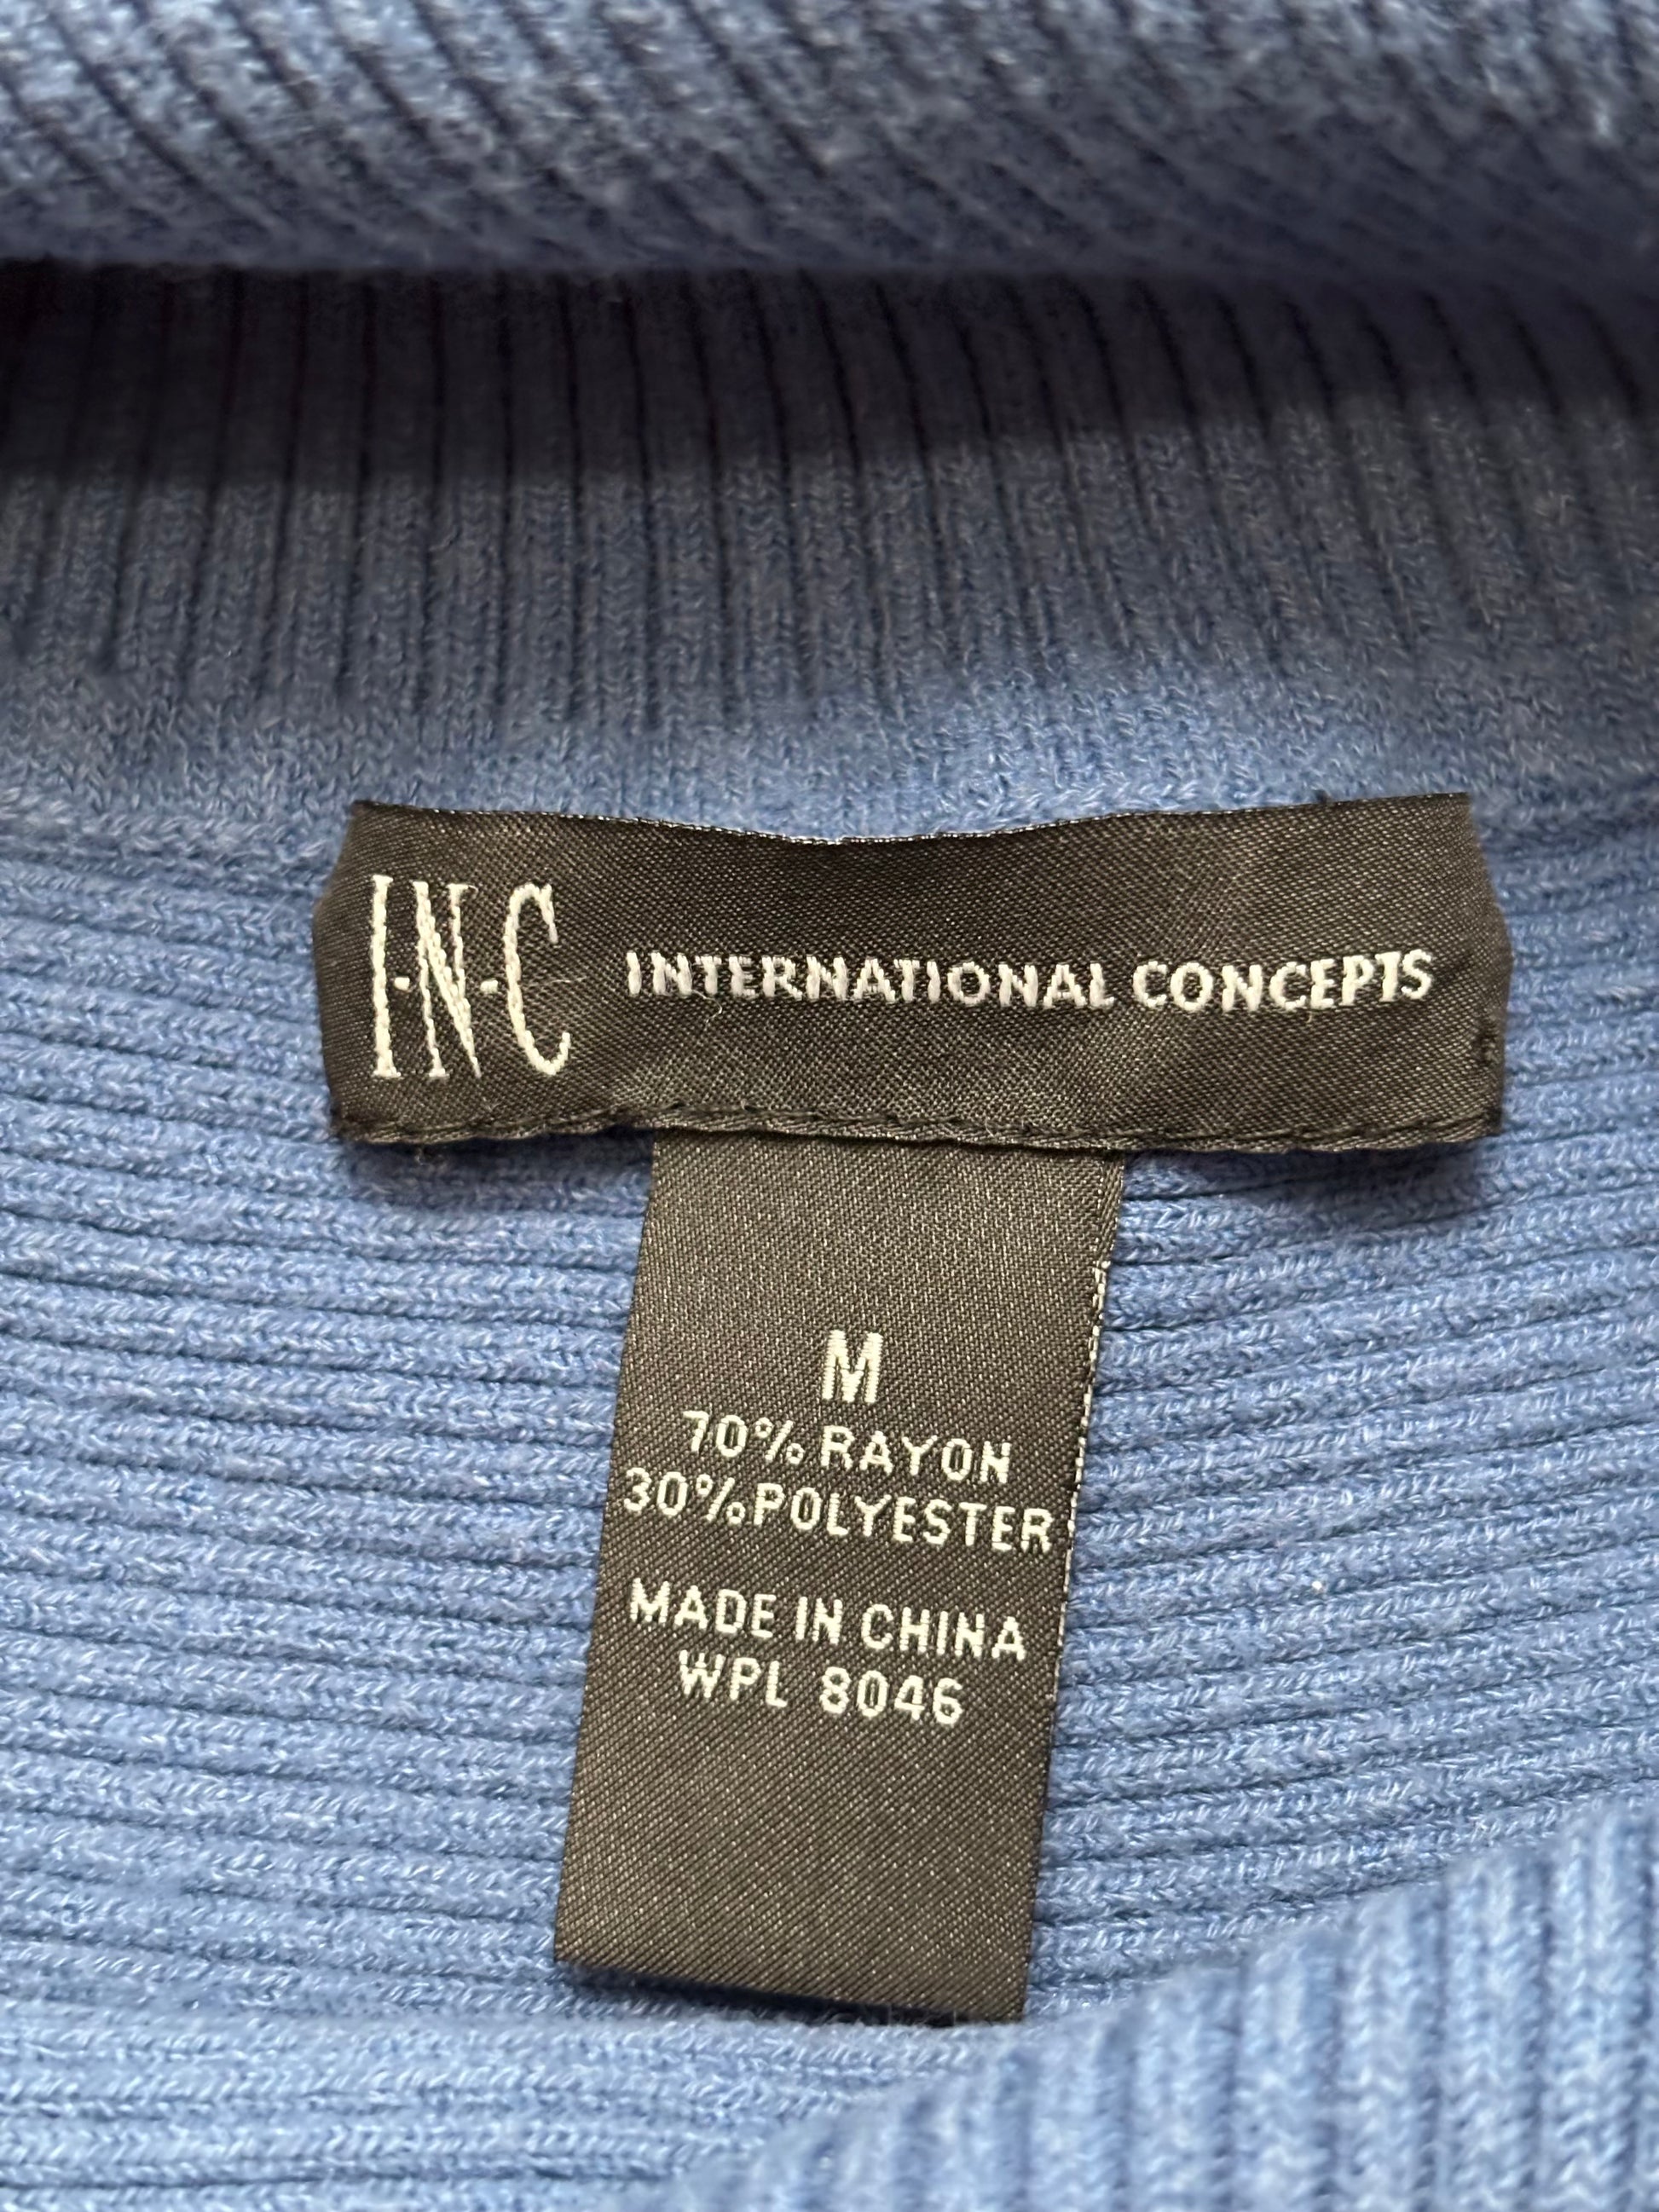 I·N·C INTERNATIONAL CONCEPTS
M
70% RAYON
30% POLYESTER
MADE IN CHINA
WPL 8046